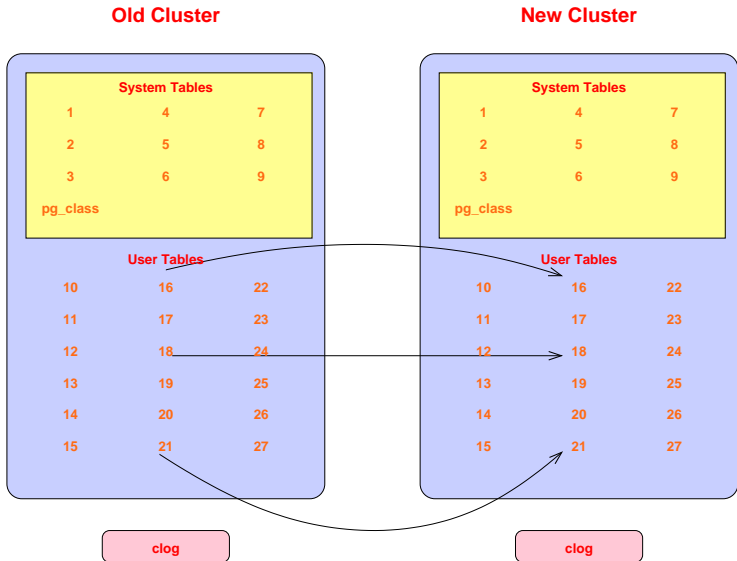 Old Cluster
New Cluster
System Tables
1 4 7
2 5 8
3 6 9
pg_class
User Tables
10 16 22
11 17 23
12 18 24
13 19 25
14 20 26
15 21 27
clog
System Tables
1 4 7
2 5 8
3 6 9
pg_class
User Tables
10 16 22
11 17 23
12 18 24
13 19 25
14 20 26
15 21 27
clog